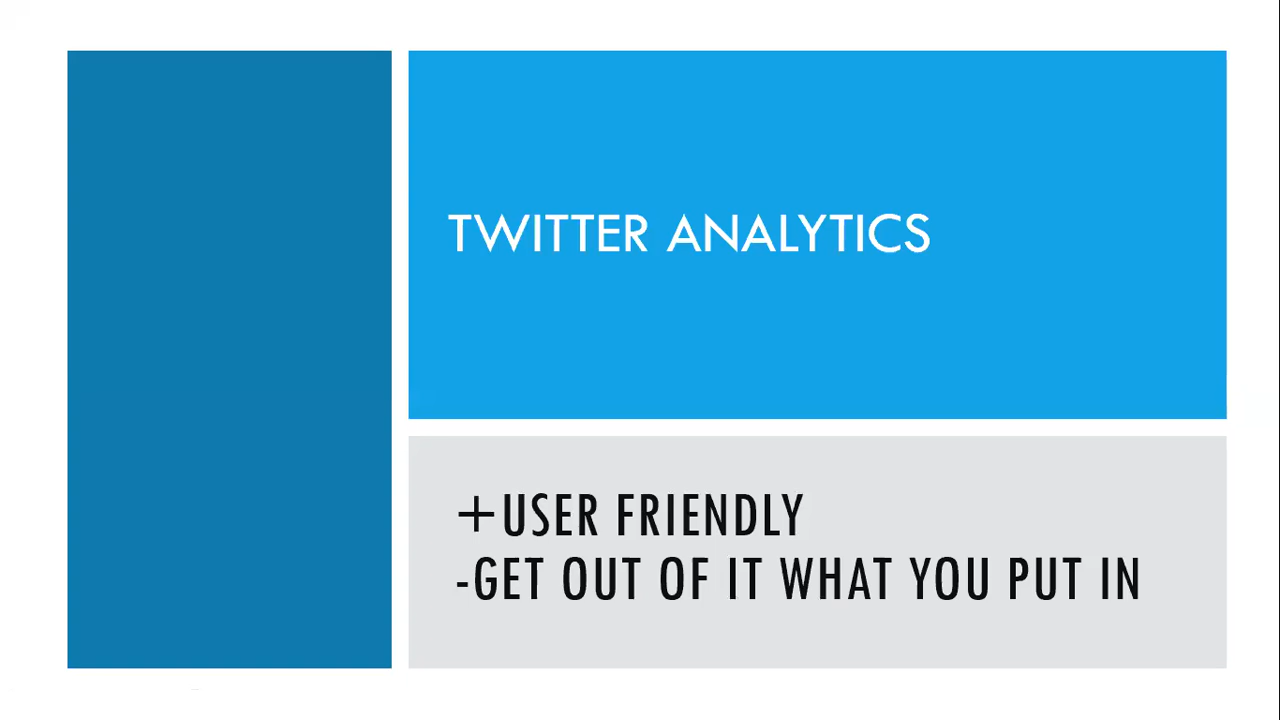 TWITTER ANALYTICS
+USER FRIENDLY
-GET OUT OF IT WHAT YOU PUT IN